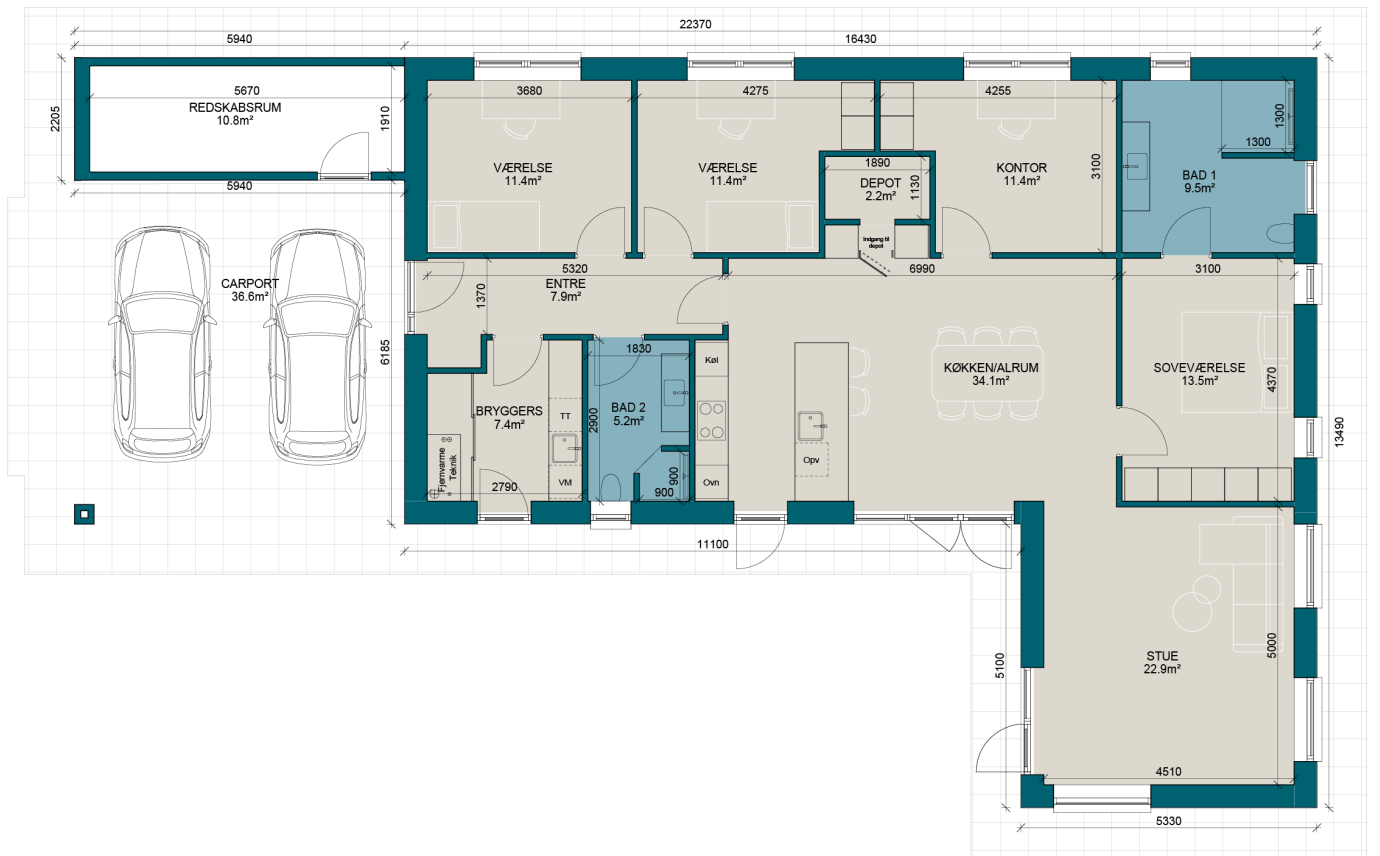 22370
5940
16430
5670
REDSKABSRUM
10.8m²
1910
2205
5940
3680
VÆRELSE
11.4m²
4275
VÆRELSE
11.4m²
1890
DEPOT
2.2m²
1130
Indgang til
depot
4255
KONTOR
11.4m²
3100
1300
1300
BAD 1
9.5m²
CARPORT
36.6m²
6185
5320
ENTRE
7.9m²
1370
6990
3100
1830
BAD 2
5.2m²
2900
900
900
BRYGGERS
7.4m²
2790
TT
VM
Fjernvarme
Teknik
Køl
Ovn
Opv
KØKKEN/ALRUM
34.1m²
SOVEVÆRELSE
13.5m²
4370
13490
11100
5100
STUE
22.9m²
5000
4510
5330